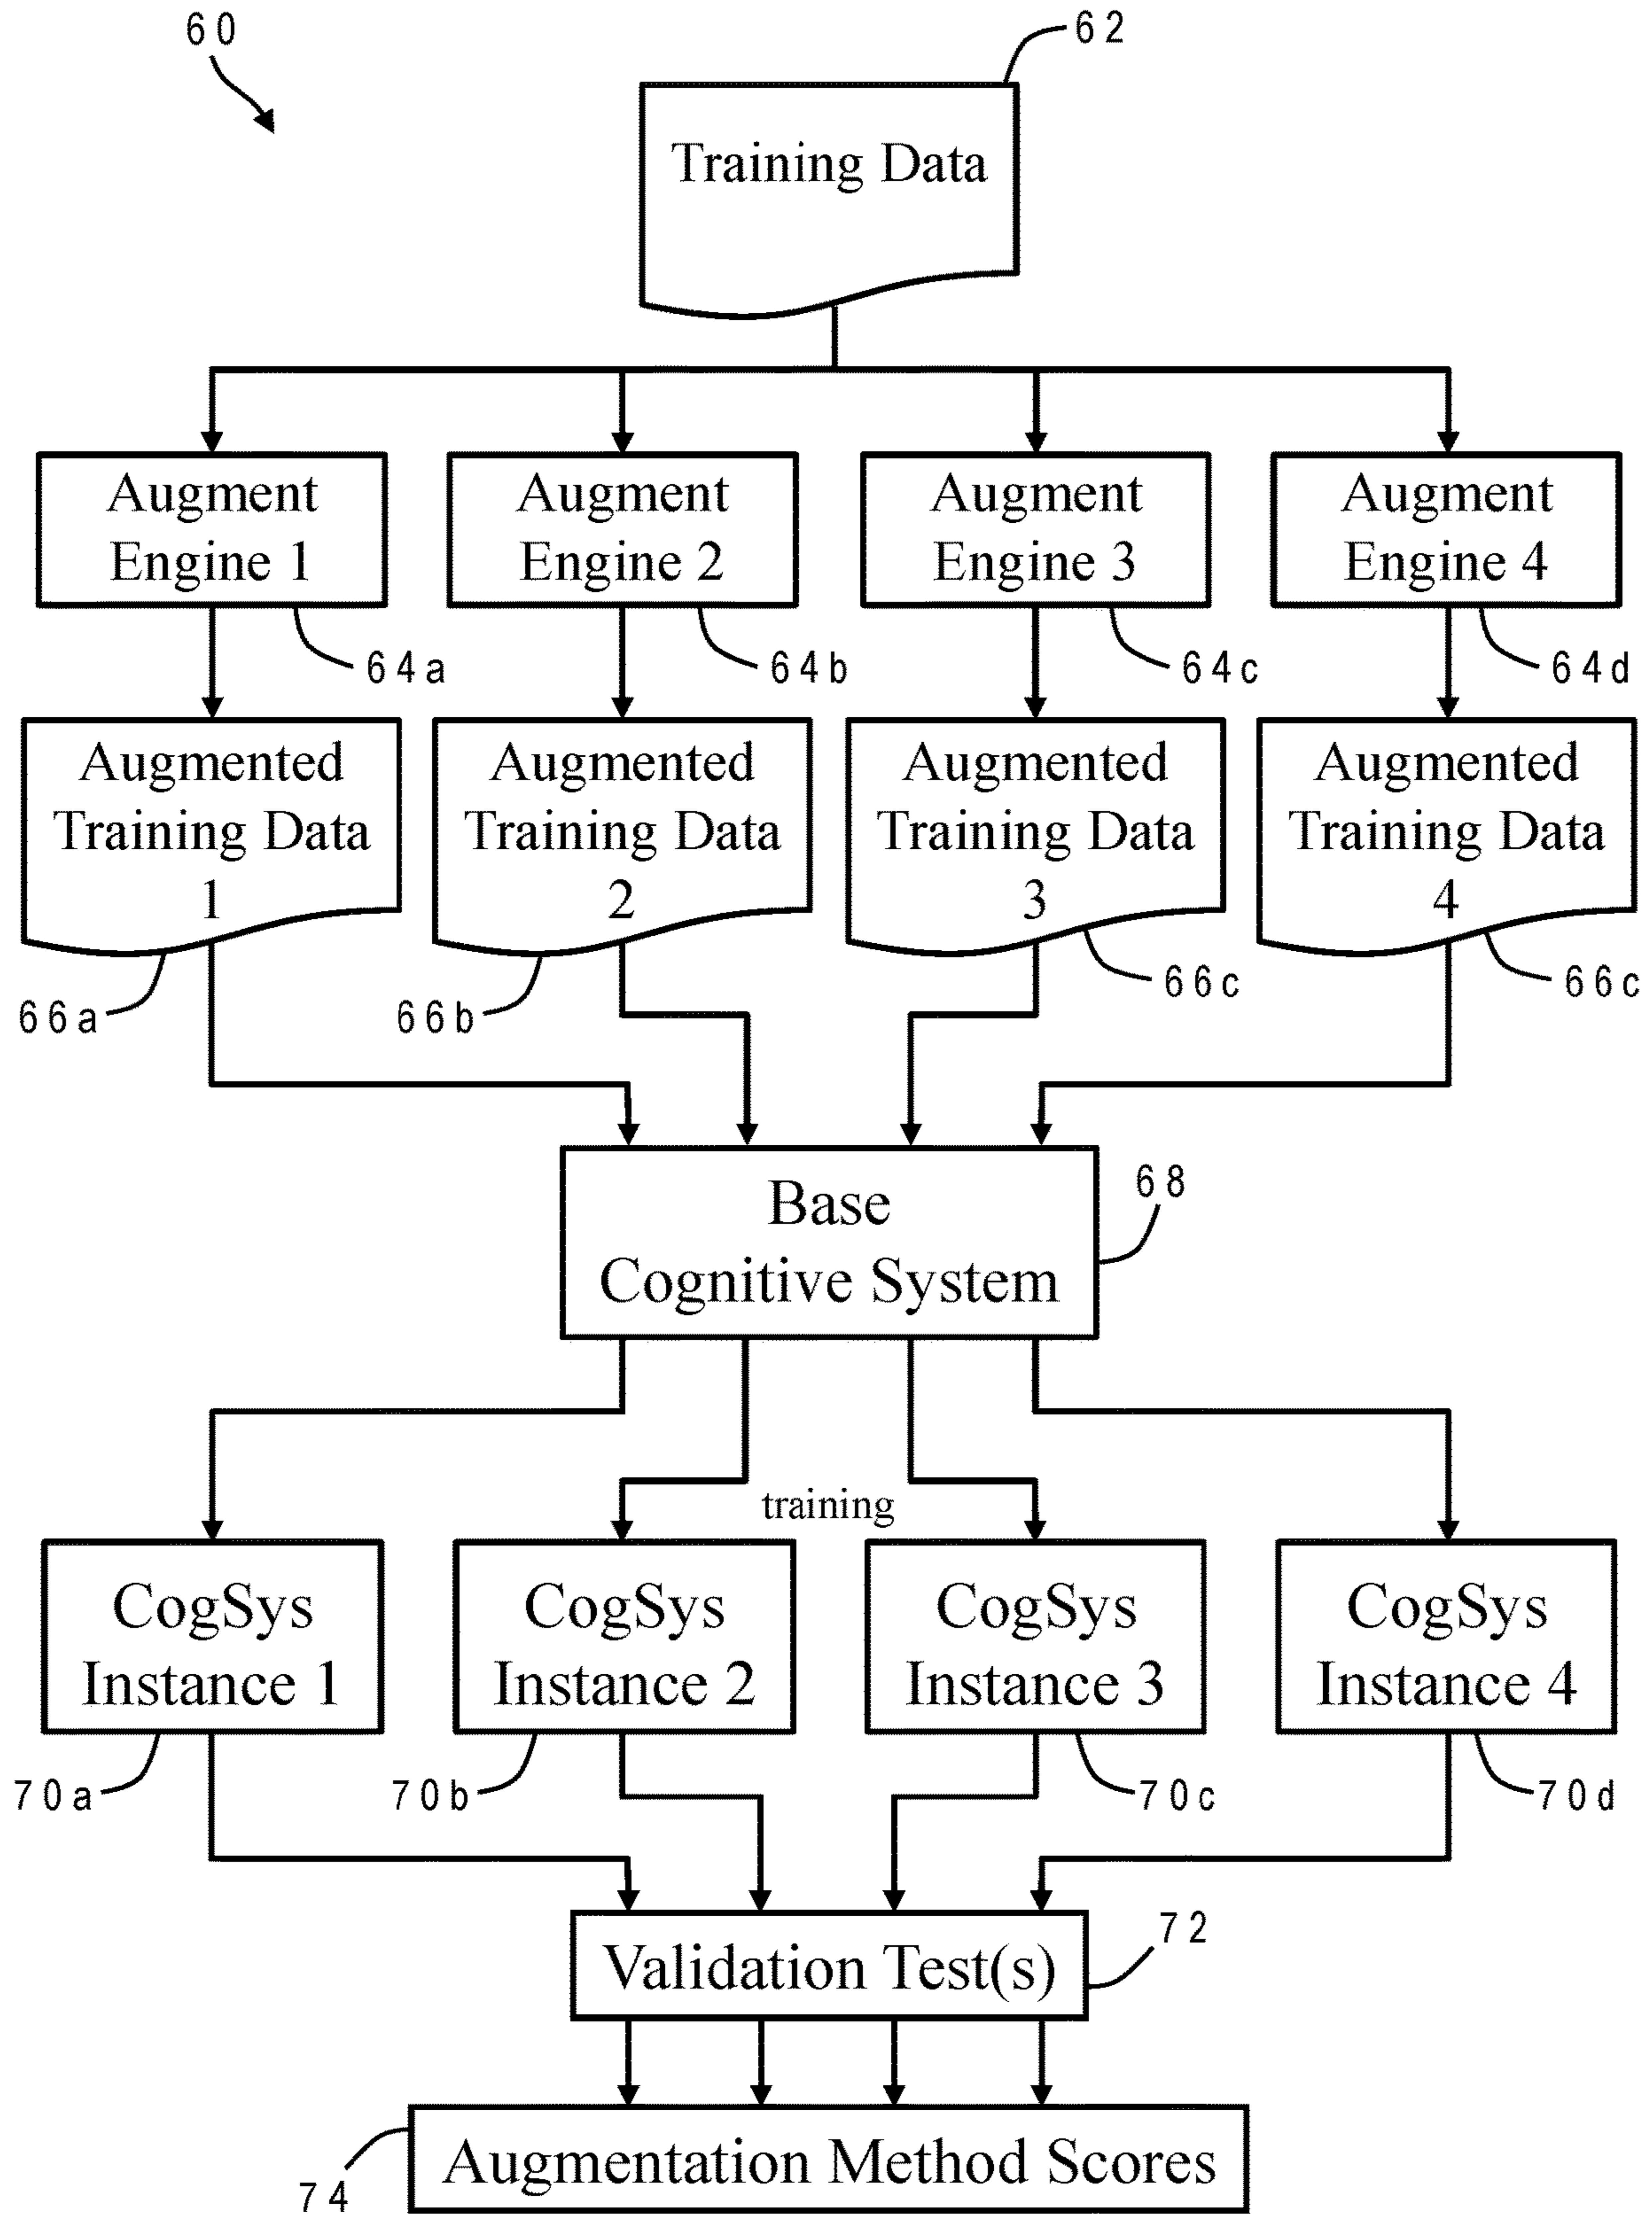 60
62
Training Data
Augment
Engine 1
Augment
Engine 2
Augment
Engine 3
Augment
Engine 4
64a
64b
64c
64d
Augmented
Training Data
1
Augmented
Training Data
2
Augmented
Training Data
3
Augmented
Training Data
4
66a
66b
66c
66c
Base
Cognitive System
68
training
CogSys
Instance 1
CogSys
Instance 2
CogSys
Instance 3
CogSys
Instance 4
70a
70b
70c
70d
Validation Test(s)
72
Augmentation Method Scores
74